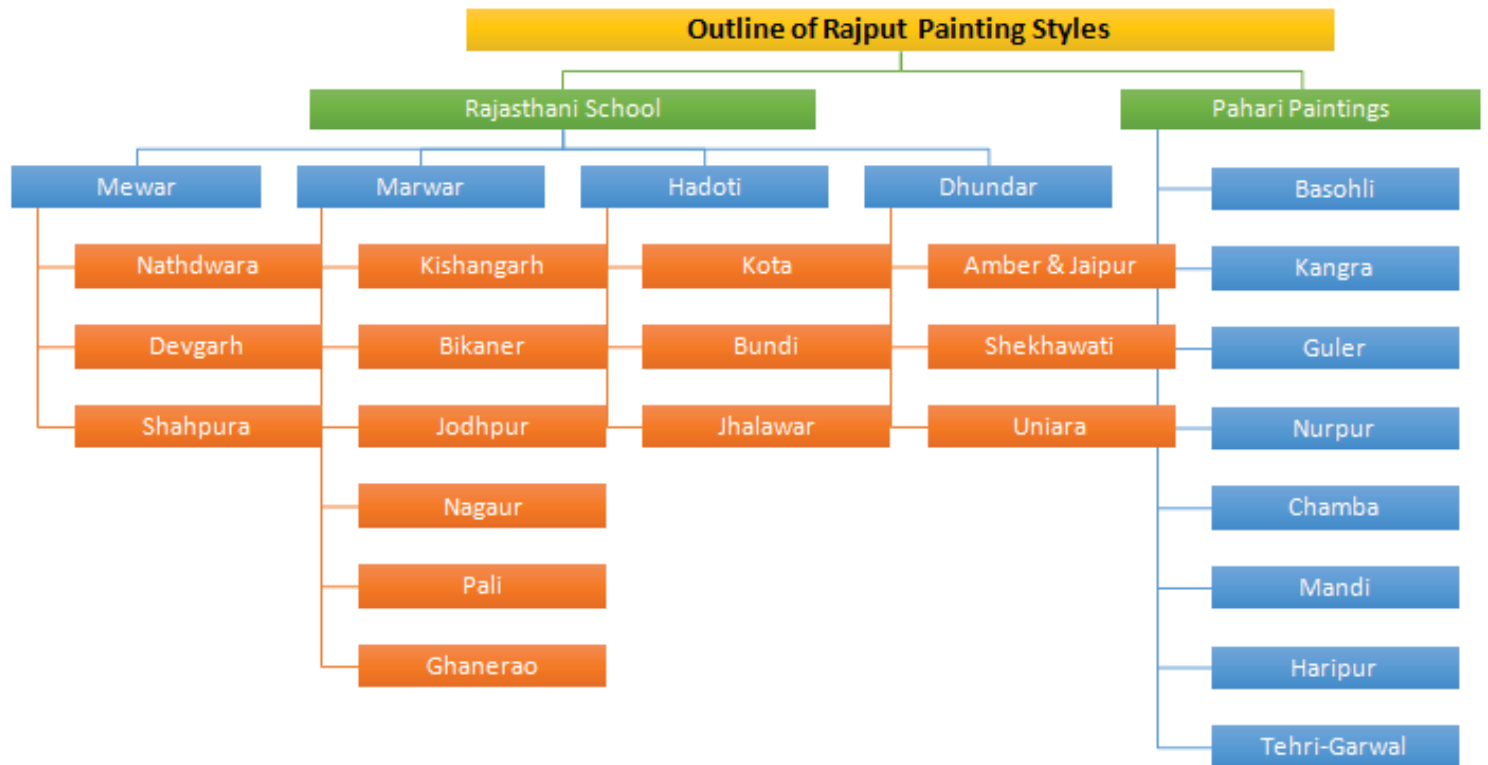 Outline of Rajput Painting Styles
Rajasthani School
Pahari Paintings
Mewar
Marwar
Hadoti
Dhundar
Nathdwara
Devgarh
Shahpura
Kishangarh
Bikaner
Jodhpur
Nagaur
Pali
Ghanerao
Kota
Bundi
Jhalawar
Amber & Jaipur
Shekhawati
Uniara
Basohli
Kangra
Guler
Nurpur
Chamba
Mandi
Haripur
Tehri-Garwal